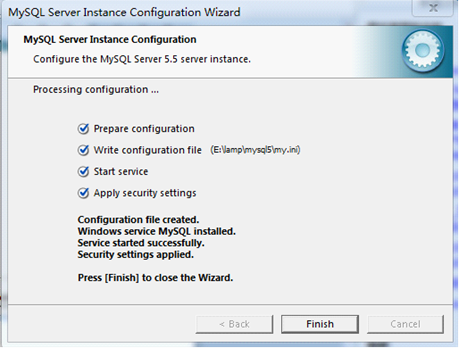 MySQL Server Instance Configuration Wizard
MySQL Server Instance Configuration
Configure the MySQL Server 5.5 server instance.
Processing configuration ...
Prepare configuration
Write configuration file (E:\lamp\mysql5\my.ini)
Start service
Apply security settings
Configuration file created.
Windows service MySQL installed.
Service started successfully.
Security settings applied.
Press [Finish] to close the Wizard.
< Back Finish Cancel